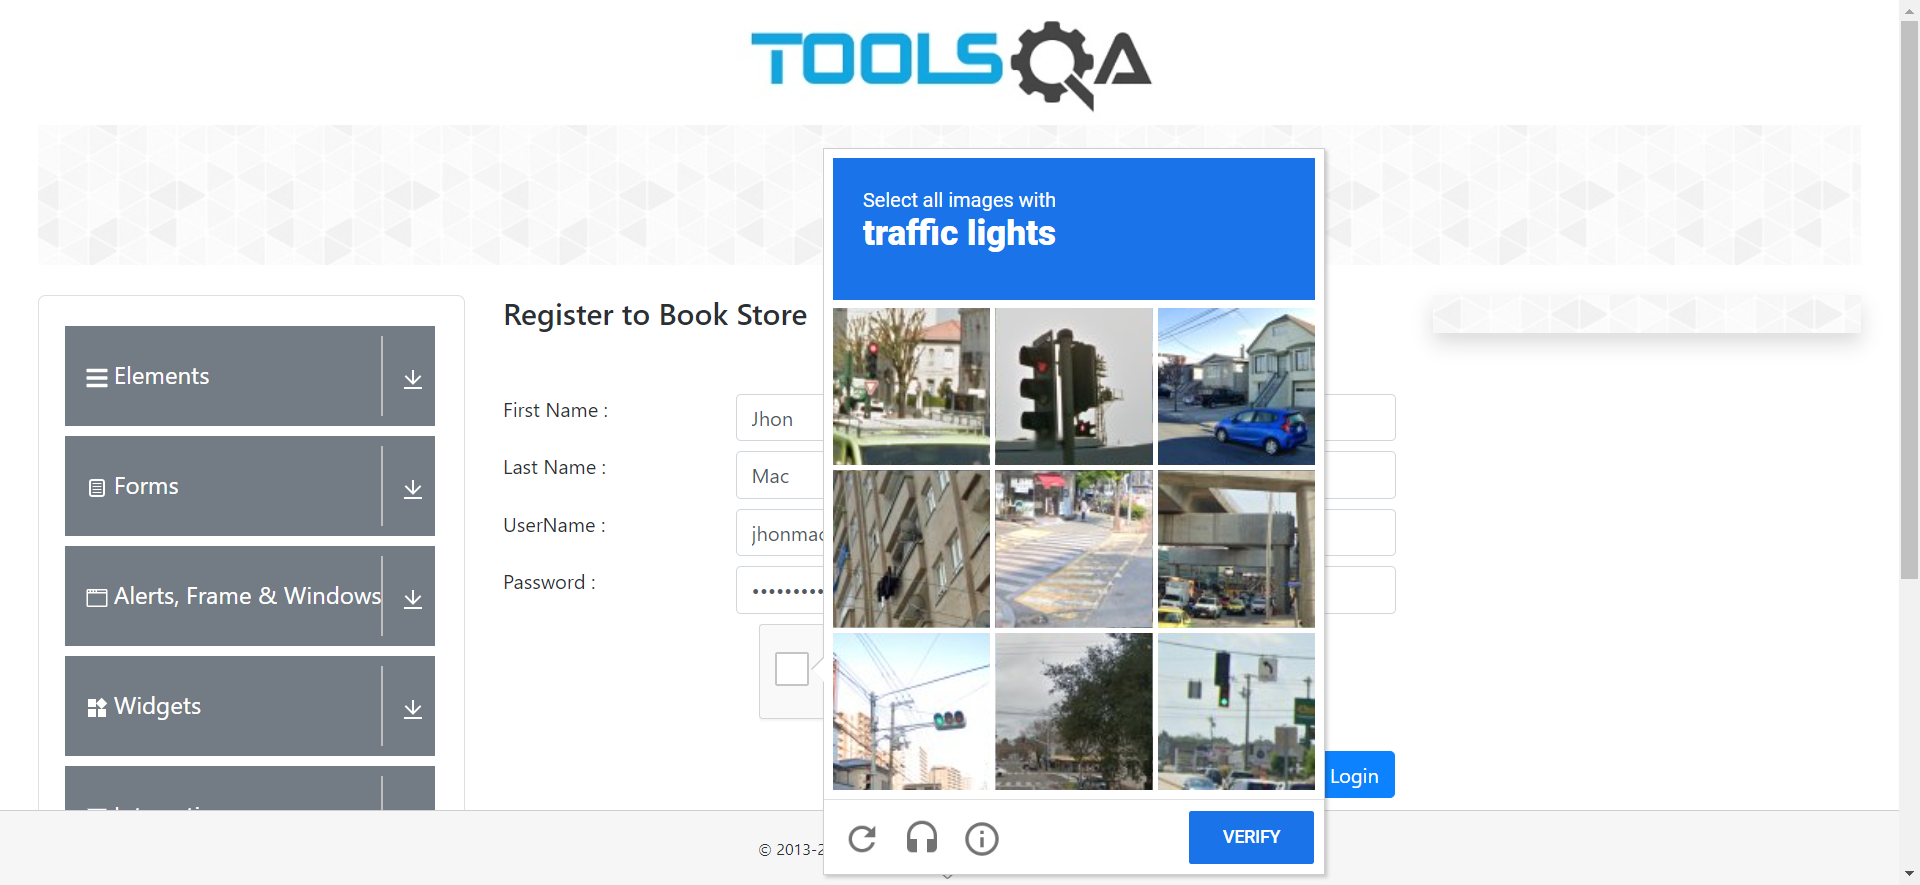 TOOLSQA
Select all images with
traffic lights
Register to Book Store
Elements
First Name :
Jhon
Last Name :
Mac
Forms
UserName :
Password :
••••••••••
Alerts, Frame & Windows
Widgets
Login
VERIFY
© 2013-2